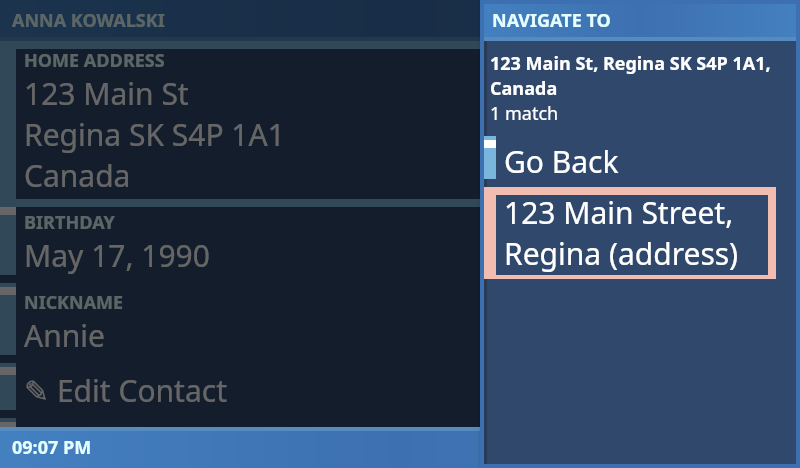 ANNA KOWALSKI
HOME ADDRESS
123 Main St
Regina SK S4P 1A1
Canada
BIRTHDAY
May 17, 1990
NICKNAME
Annie
✎ Edit Contact
09:07 PM
NAVIGATE TO
123 Main St, Regina SK S4P 1A1,
Canada
1 match
Go Back
123 Main Street,
Regina (address)